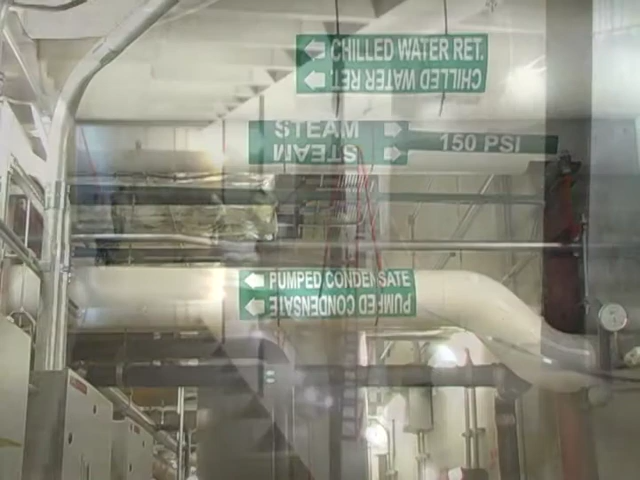 CHILLED WATER RET.
CHILLED WATER RET.
STEAM
STEAM
150 PSI
PUMPED CONDENSATE
PUMPED CONDENSATE